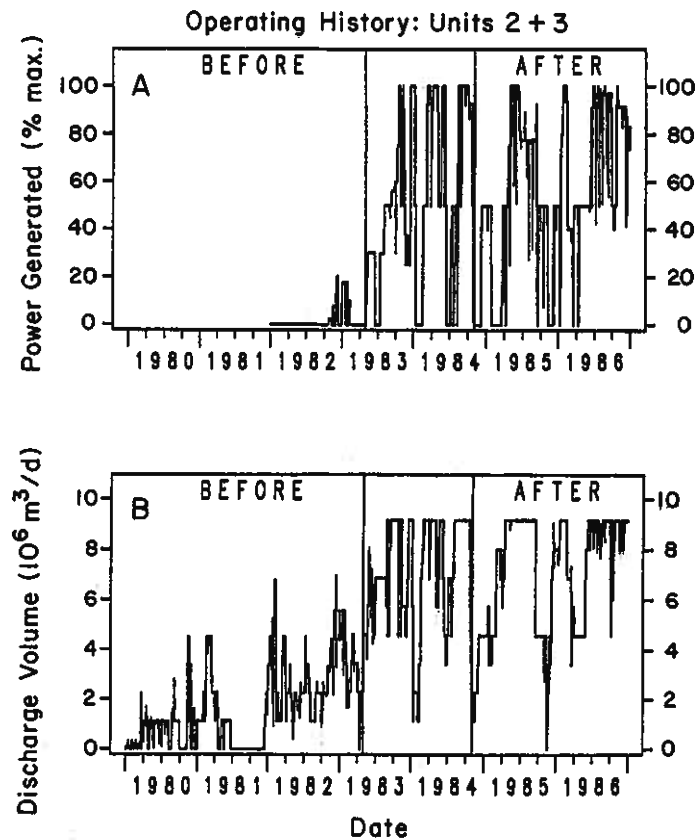 Operating History: Units 2 + 3
BEFORE AFTER
A
Power Generated (% max.)
100 100
80 80
60 60
40 40
20 20
0 0
1980 1981 1982 1983 1984 1985 1986
BEFORE AFTER
B
Discharge Volume (10⁶ m³/d)
10 10
8 8
6 6
4 4
2 2
0 0
1980 1981 1982 1983 1984 1985 1986
Date